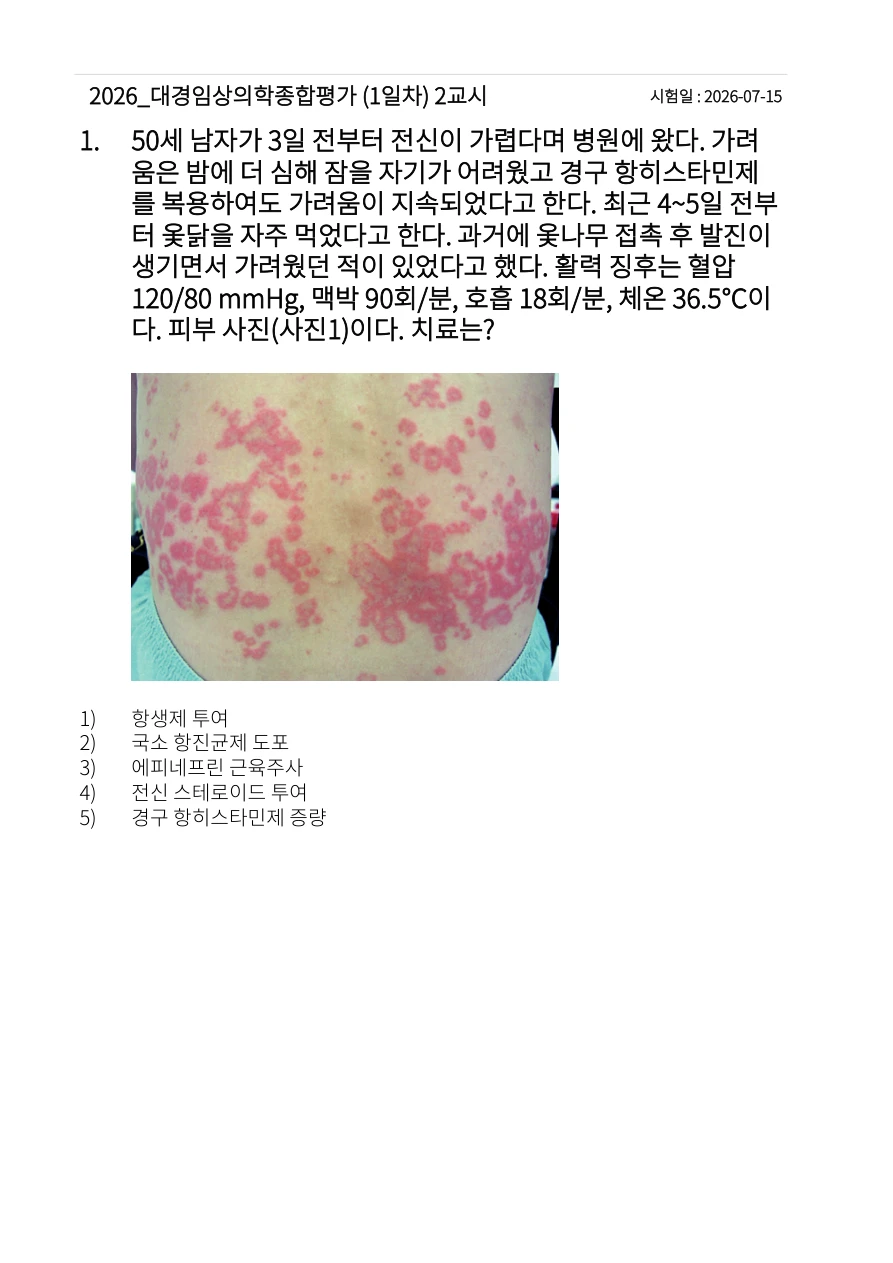 2026_대경임상의학종합평가 (1일차) 2교시
시험일 : 2026-07-15
1. 50세 남자가 3일 전부터 전신이 가렵다며 병원에 왔다. 가려
움은 밤에 더 심해 잠을 자기가 어려웠고 경구 항히스타민제
를 복용하여도 가려움이 지속되었다고 한다. 최근 4~5일 전부
터 옻닭을 자주 먹었다고 한다. 과거에 옻나무 접촉 후 발진이
생기면서 가려웠던 적이 있었다고 했다. 활력 징후는 혈압
120/80 mmHg, 맥박 90회/분, 호흡 18회/분, 체온 36.5℃이
다. 피부 사진(사진1)이다. 치료는?
1) 항생제 투여
2) 국소 항진균제 도포
3) 에피네프린 근육주사
4) 전신 스테로이드 투여
5) 경구 항히스타민제 증량